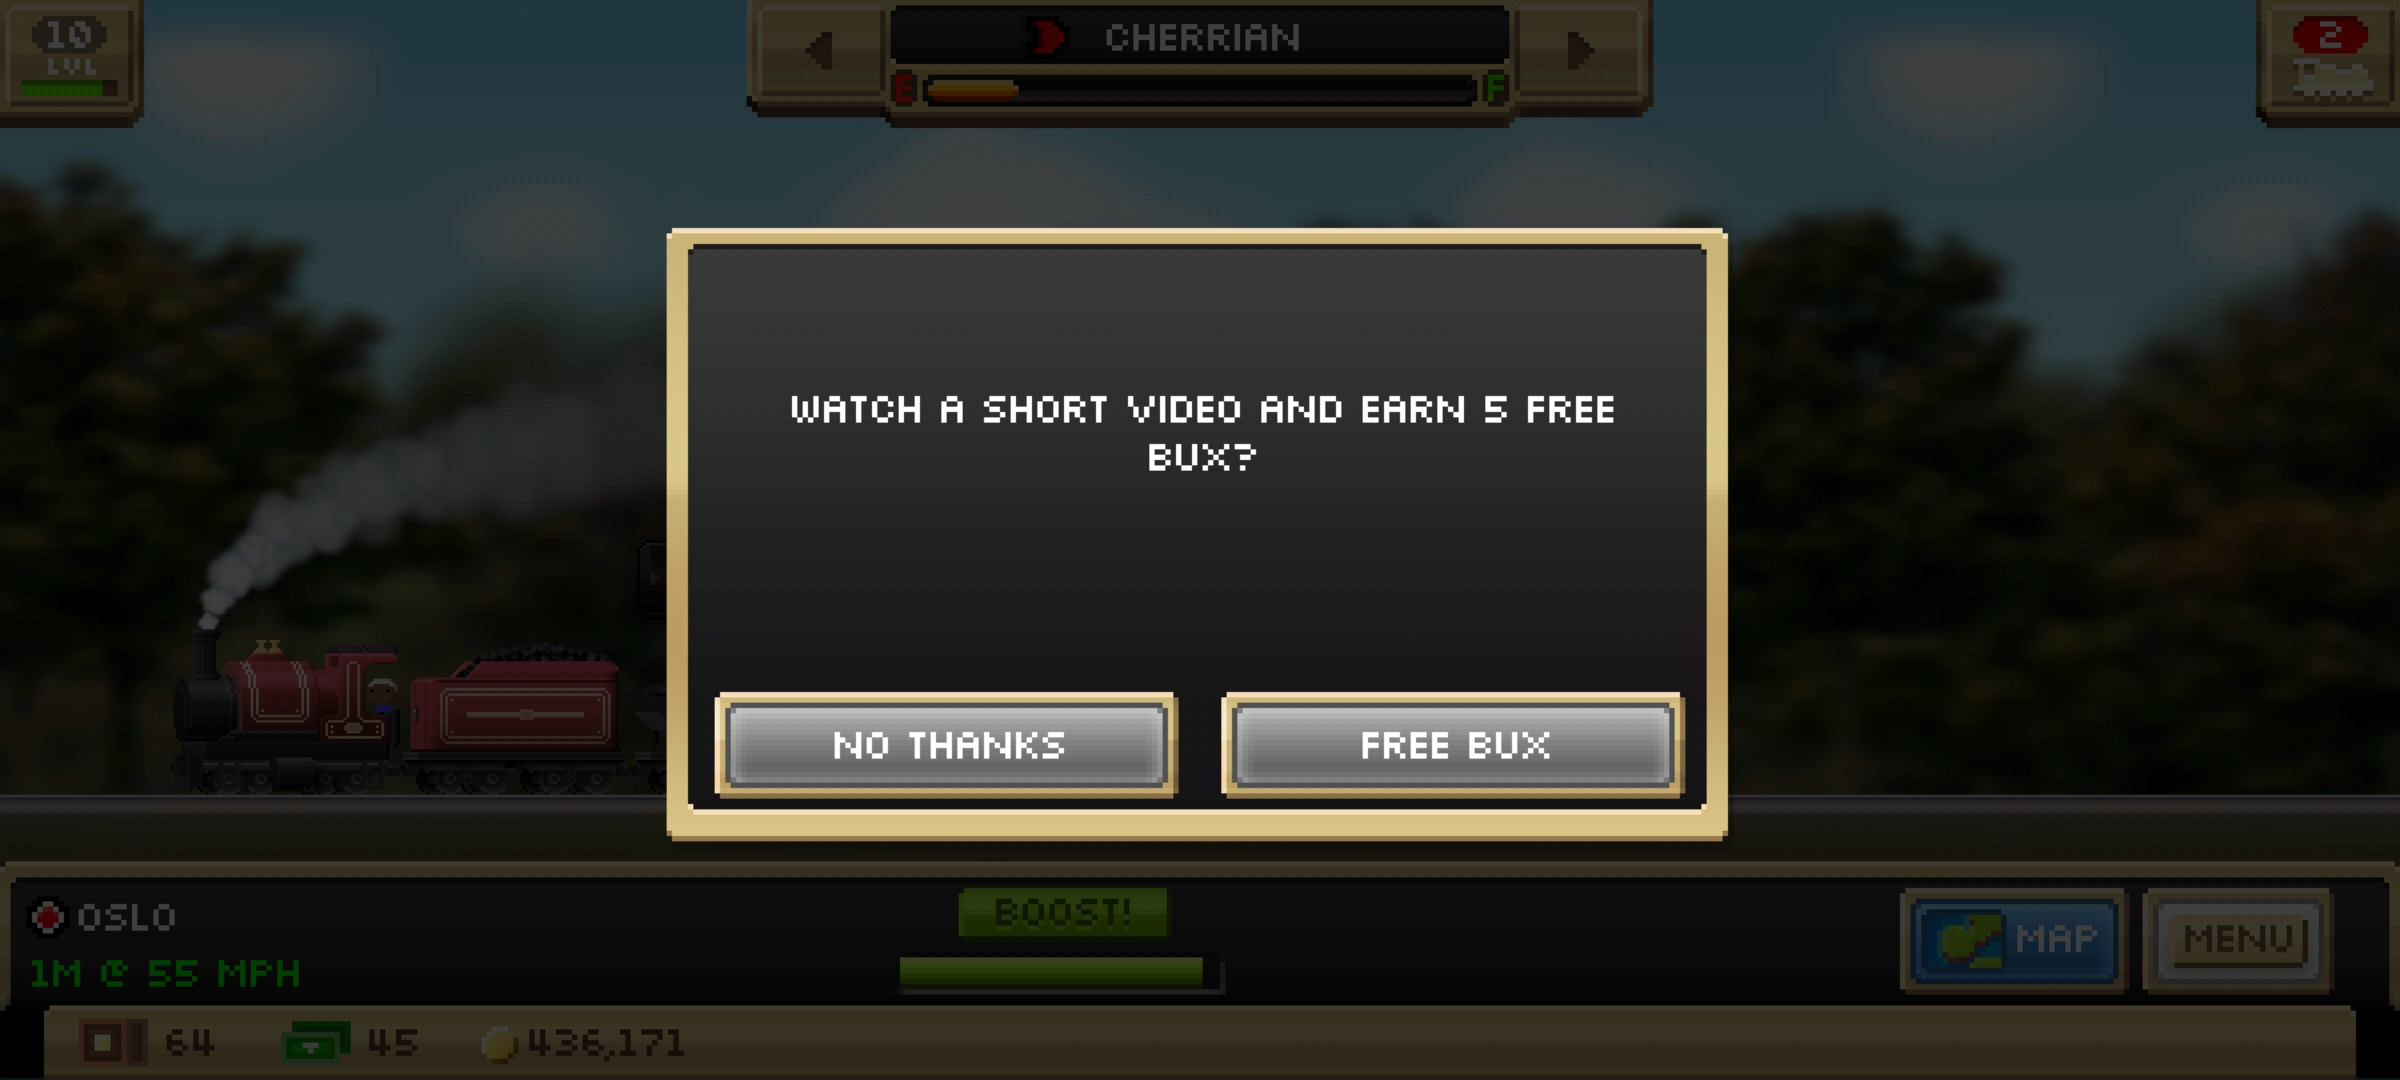 10
LVL
CHERRIAN
E F
2
WATCH A SHORT VIDEO AND EARN 5 FREE
BUX?
NO THANKS
FREE BUX
OSLO
1M @ 55 MPH
BOOST!
MAP
MENU
64
45
436,171